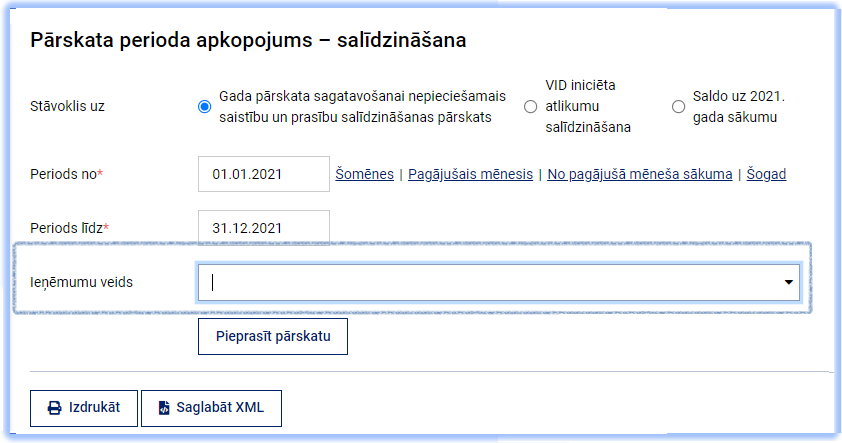 Pārskata perioda apkopojums – salīdzināšana
Stāvoklis uz
Gada pārskata sagatavošanai nepieciešamais
saistību un prasību salīdzināšanas pārskats
VID iniciēta
atlikumu
salīdzināšana
Saldo uz 2021.
gada sākumu
Periods no* 01.01.2021 Šomēnes | Pagājušais mēnesis | No pagājušā mēneša sākuma | Šogad
Periods līdz* 31.12.2021
Ieņēmumu veids
Pieprasīt pārskatu
Izdrukāt Saglabāt XML